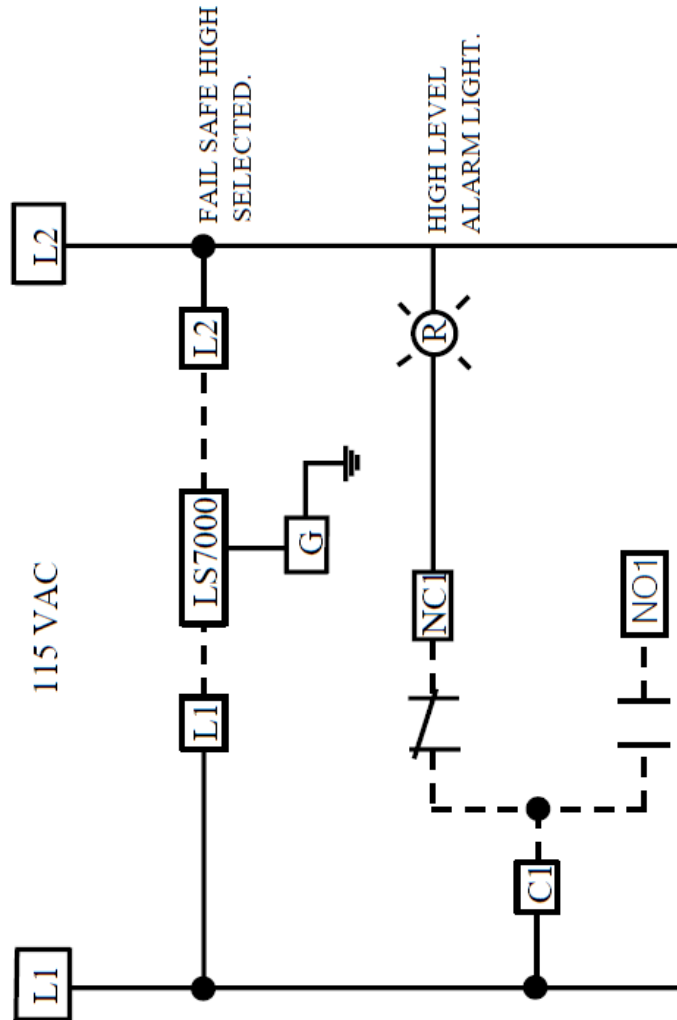 115 VAC
L1
L2
L1
LS7000
L2
FAIL SAFE HIGH
SELECTED.
G
NC1
R
HIGH LEVEL
ALARM LIGHT.
C1
NO1